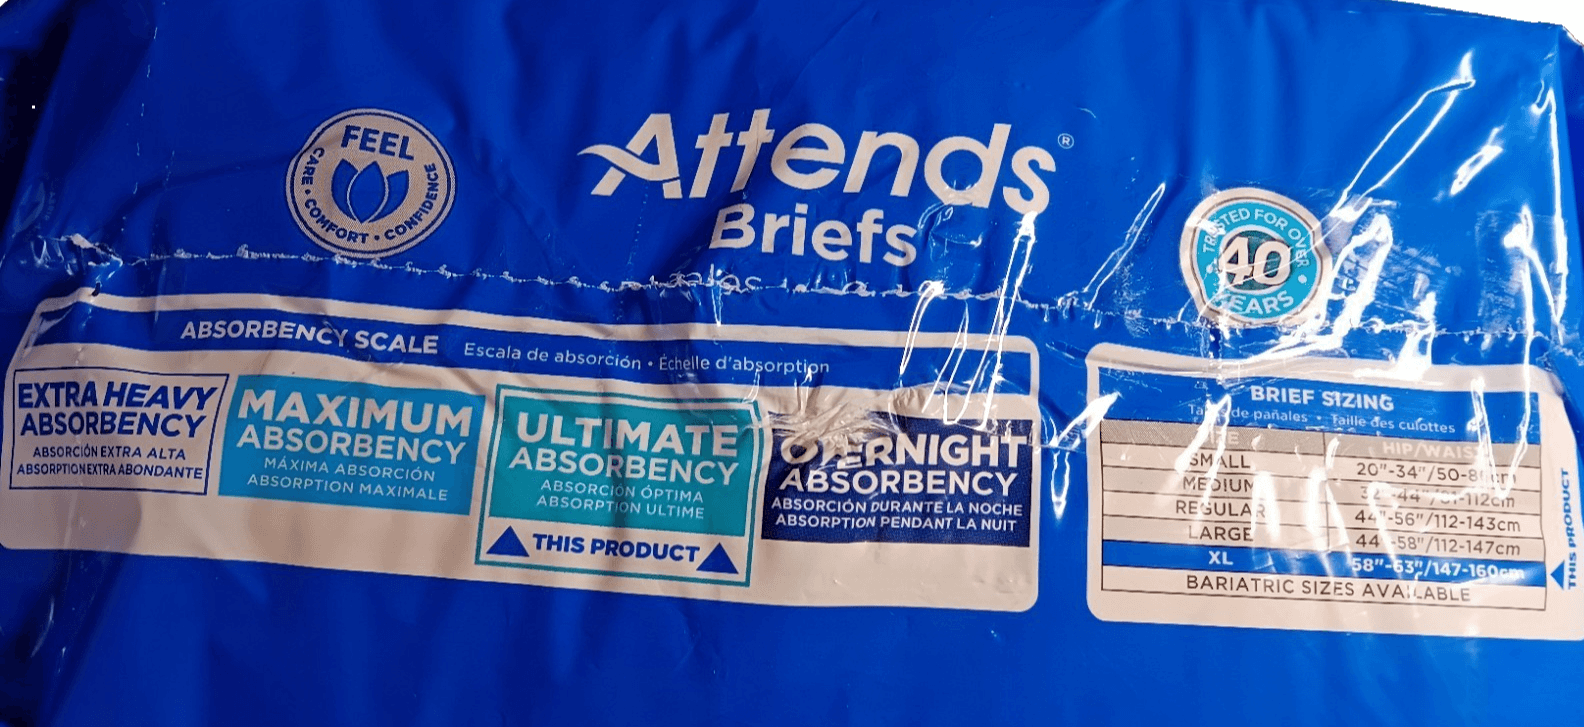 FEEL
CARE • COMFORT • CONFIDENCE
Attends®
Briefs
TRUSTED FOR OVER
40
YEARS
ABSORBENCY SCALE Escala de absorción • Échelle d'absorption
EXTRA HEAVY
ABSORBENCY
ABSORCIÓN EXTRA ALTA
ABSORPTION EXTRA ABONDANTE
MAXIMUM
ABSORBENCY
MÁXIMA ABSORCIÓN
ABSORPTION MAXIMALE
ULTIMATE
ABSORBENCY
ABSORCIÓN ÓPTIMA
ABSORPTION ULTIME
THIS PRODUCT
OVERNIGHT
ABSORBENCY
ABSORCIÓN DURANTE LA NOCHE
ABSORPTION PENDANT LA NUIT
BRIEF SIZING
de pañales • Taille des culottes
HIP/WAIST
SMALL
MEDIUM
REGULAR 44"-56"/112-143cm
LARGE 44"-58"/112-147cm
XL 58"-63"/147-160cm
BARIATRIC SIZES AVAILABLE
THIS PRODUCT